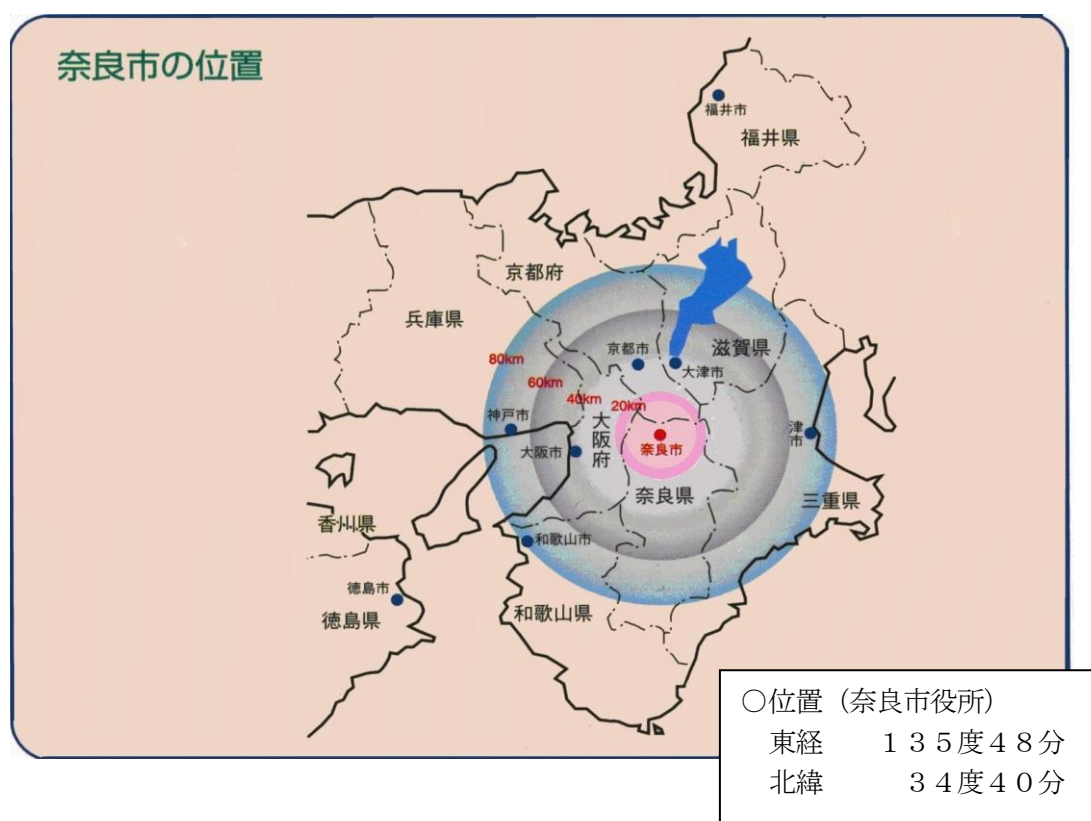 奈良市の位置
福井市
福井県
京都府
兵庫県
京都市
滋賀県
大津市
80km
60km
40km
20km
神戸市
大阪府
津市
大阪市
奈良市
奈良県
三重県
香州県
和歌山市
徳島市
徳島県
和歌山県
○位置（奈良市役所）
東経　　１３５度４８分
北緯　　　３４度４０分